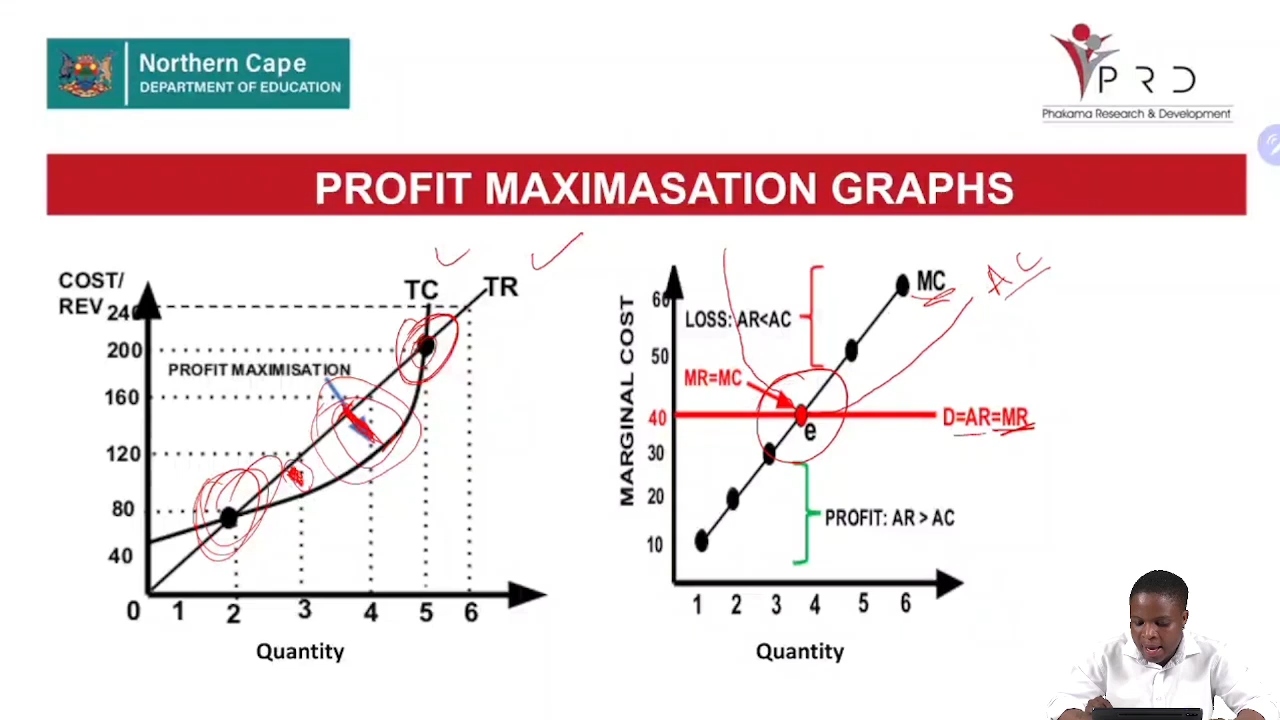 Northern Cape
DEPARTMENT OF EDUCATION
PRD
Phakama Research & Development
PROFIT MAXIMASATION GRAPHS
COST/
REV
240
200
160
120
80
40
0 1 2 3 4 5 6
Quantity
TC
TR
PROFIT MAXIMISATION
MARGINAL COST
60
50
40
30
20
10
1 2 3 4 5 6
Quantity
LOSS: AR<AC
MR=MC
e
PROFIT: AR > AC
MC
AC
D=AR=MR